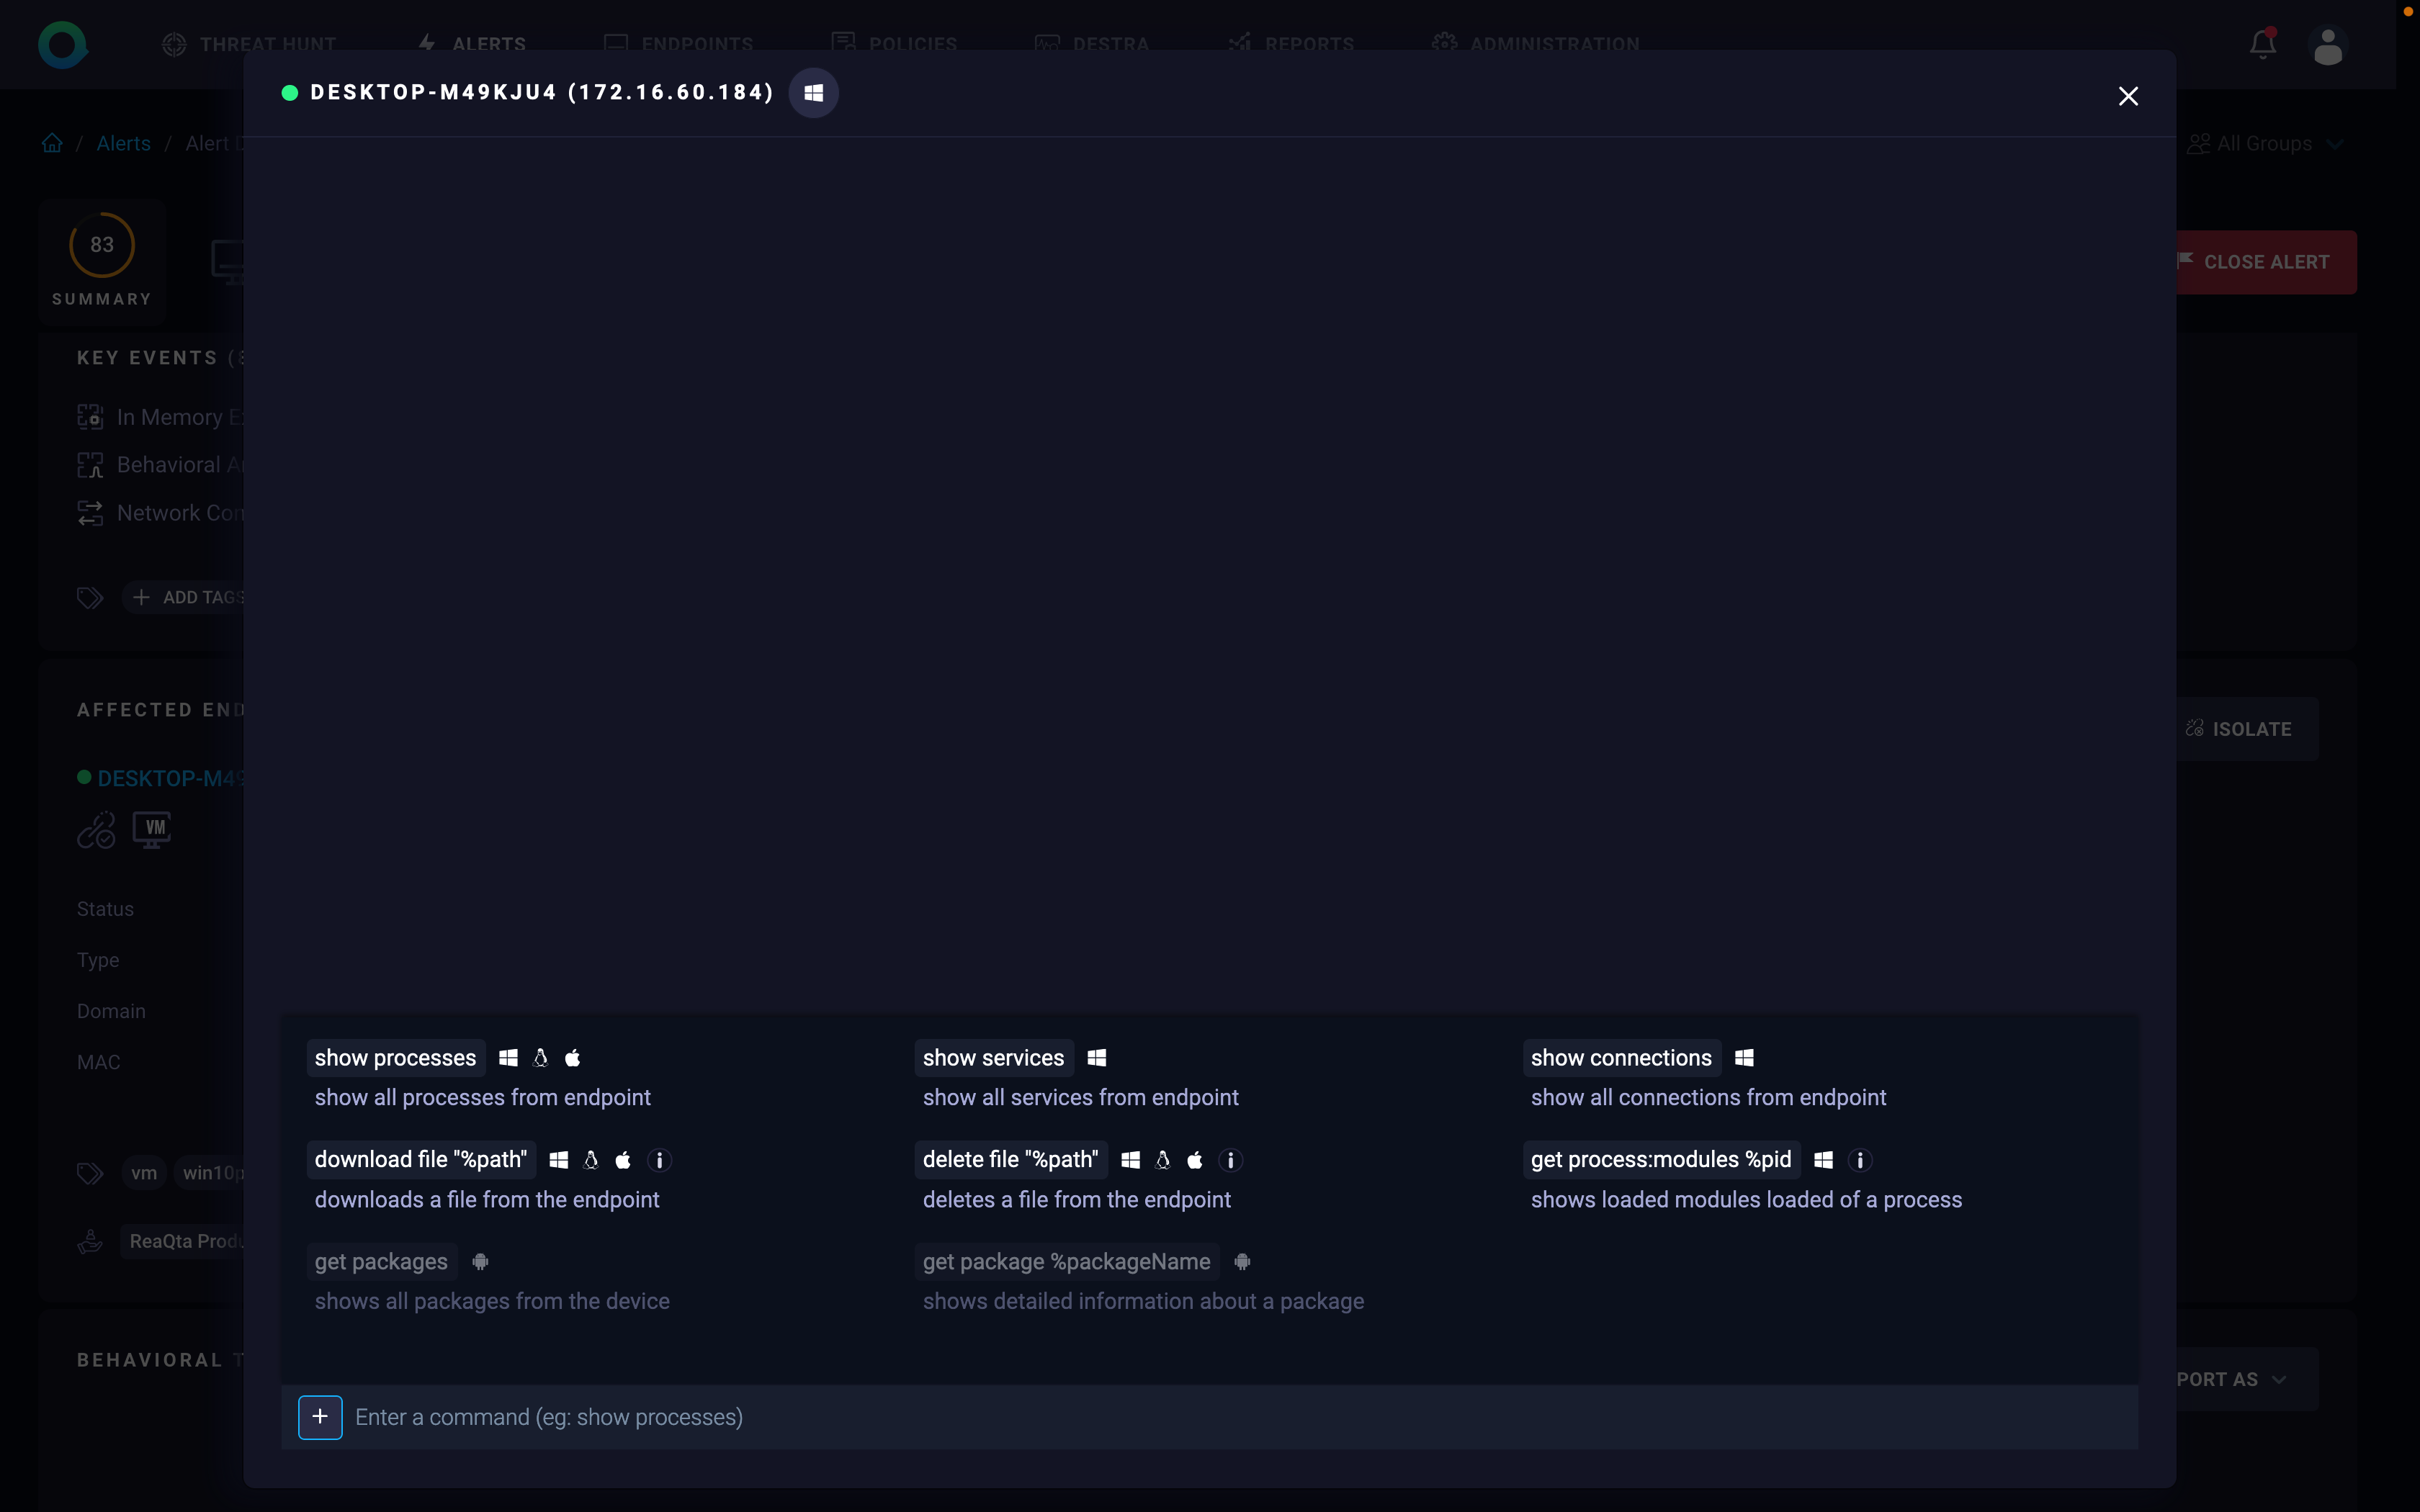 THREAT HUNT
ALERTS
ENDPOINTS
POLICIES
DESTRA
REPORTS
ADMINISTRATION
DESKTOP-M49KJU4 (172.16.60.184)
/ Alerts / Alert
All Groups
83
SUMMARY
CLOSE ALERT
KEY EVENTS
In Memory
Behavioral
Network
+ ADD TAGS
AFFECTED
ISOLATE
DESKTOP-M49
VM
Status
Type
Domain
MAC
vm
win10p
ReaQta
BEHAVIORAL
PORT AS
show processes
show all processes from endpoint
show services
show all services from endpoint
show connections
show all connections from endpoint
download file "%path"
downloads a file from the endpoint
delete file "%path"
deletes a file from the endpoint
get process:modules %pid
shows loaded modules loaded of a process
get packages
shows all packages from the device
get package %packageName
shows detailed information about a package
+ Enter a command (eg: show processes)